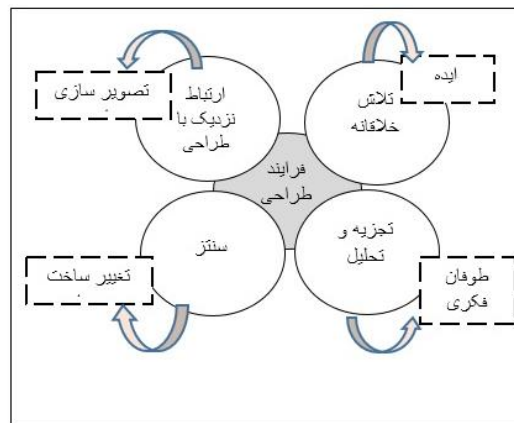 ایده
تلاش
خلاقانه
ارتباط
نزدیک با
طراحی
تصویر سازی
فرایند
طراحی
تجزیه و
تحلیل
طوفان
فکری
سنتز
تغییر ساخت